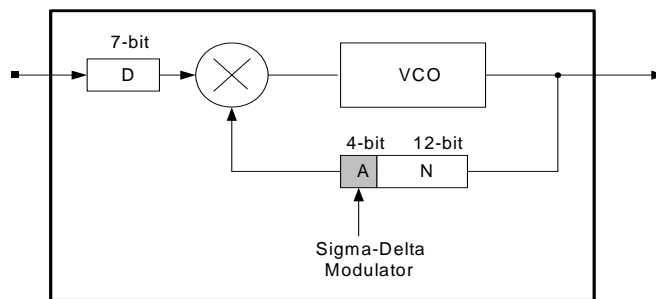 7-bit
D
VCO
4-bit 12-bit
A N
Sigma-Delta
Modulator